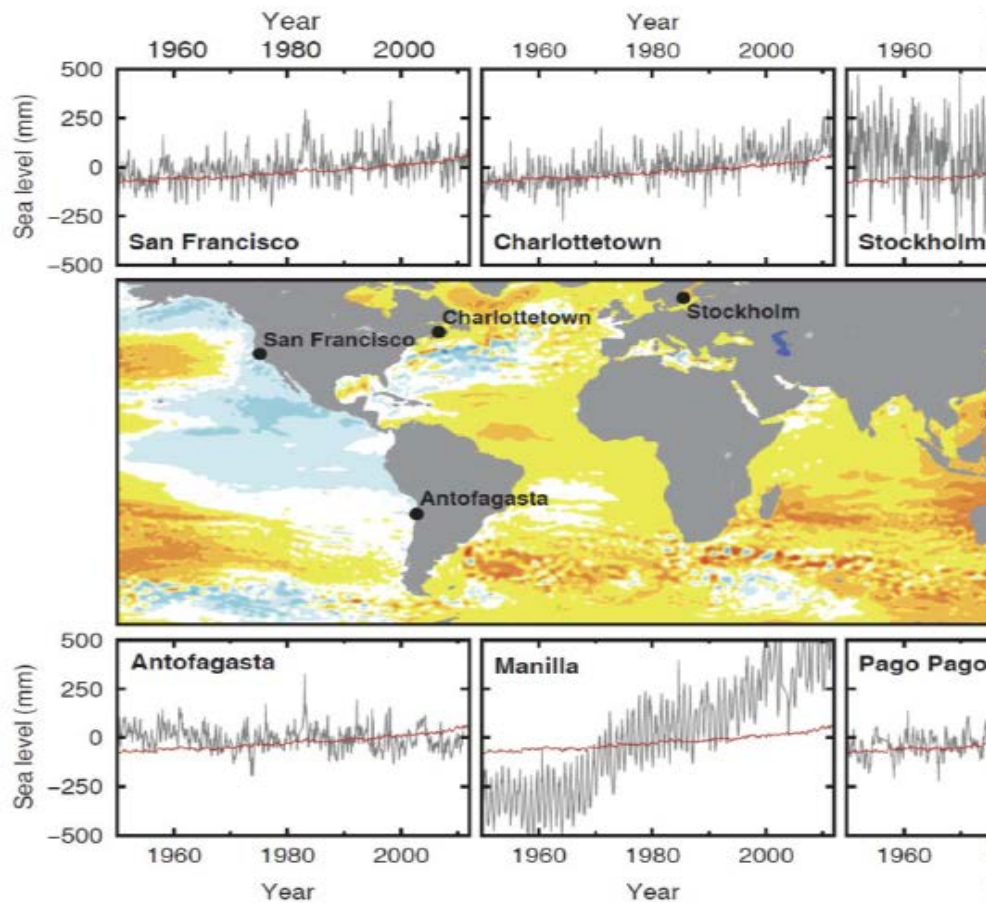 Year Year
1960 1980 2000 1960 1980 2000 1960
Sea level (mm)
500
250
0
−250
−500
San Francisco
Charlottetown
Stockholm
Charlottetown
Stockholm
San Francisco
Antofagasta
Sea level (mm)
500
250
0
−250
−500
Antofagasta
Manilla
Pago Pago
1960 1980 2000 1960 1980 2000 1960
Year Year